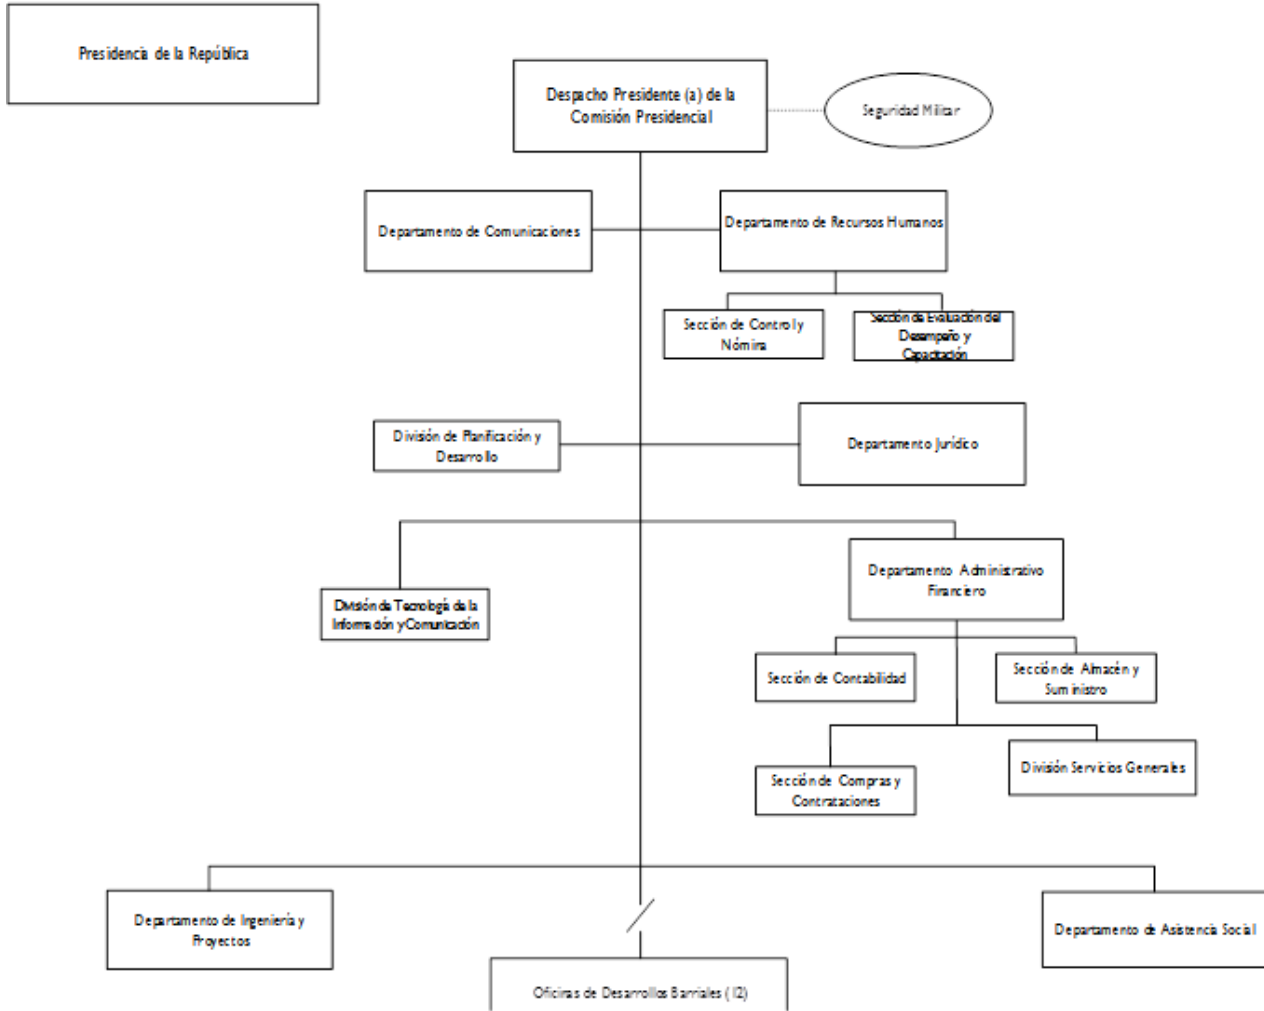 Presidencia de la República
Despacho Presidente (a) de la
Comisión Presidencial
Seguridad Militar
Departamento de Comunicaciones
Departamento de Recursos Humanos
Sección de Control y
Nómina
Sección de Evaluación del
Desempeño y
Capacitación
División de Planificación y
Desarrollo
Departamento Jurídico
División de Tecnología de la
Información y Comunicación
Departamento Administrativo
Financiero
Sección de Contabilidad
Sección de Almacén y
Suministro
Sección de Compras y
Contrataciones
División Servicios Generales
Departamento de Ingeniería y
Proyectos
Departamento de Asistencia Social
Oficinas de Desarrollos Barriales (12)